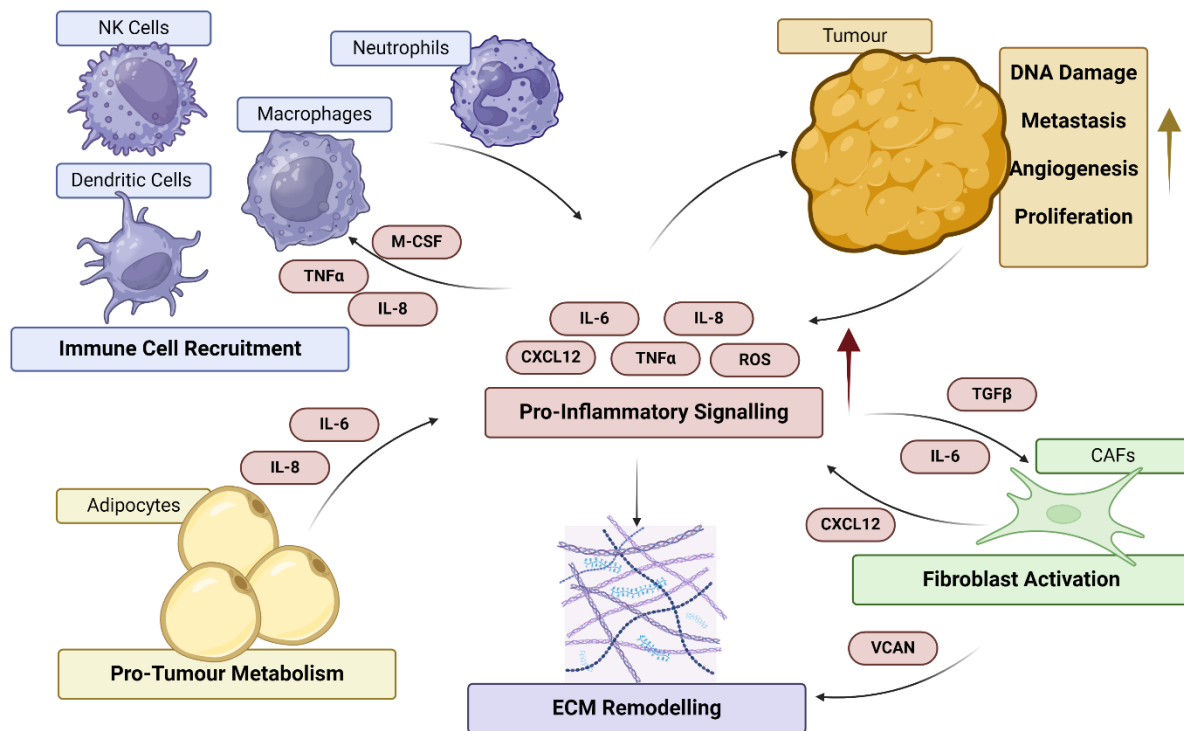 NK Cells
Neutrophils
Macrophages
Dendritic Cells
M-CSF
TNFα
IL-8
Immune Cell Recruitment
Tumour
DNA Damage
Metastasis
Angiogenesis
Proliferation
IL-6
IL-8
CXCL12
TNFα
ROS
Pro-Inflammatory Signalling
IL-6
IL-8
Adipocytes
Pro-Tumour Metabolism
TGFβ
IL-6
CXCL12
CAFs
Fibroblast Activation
VCAN
ECM Remodelling